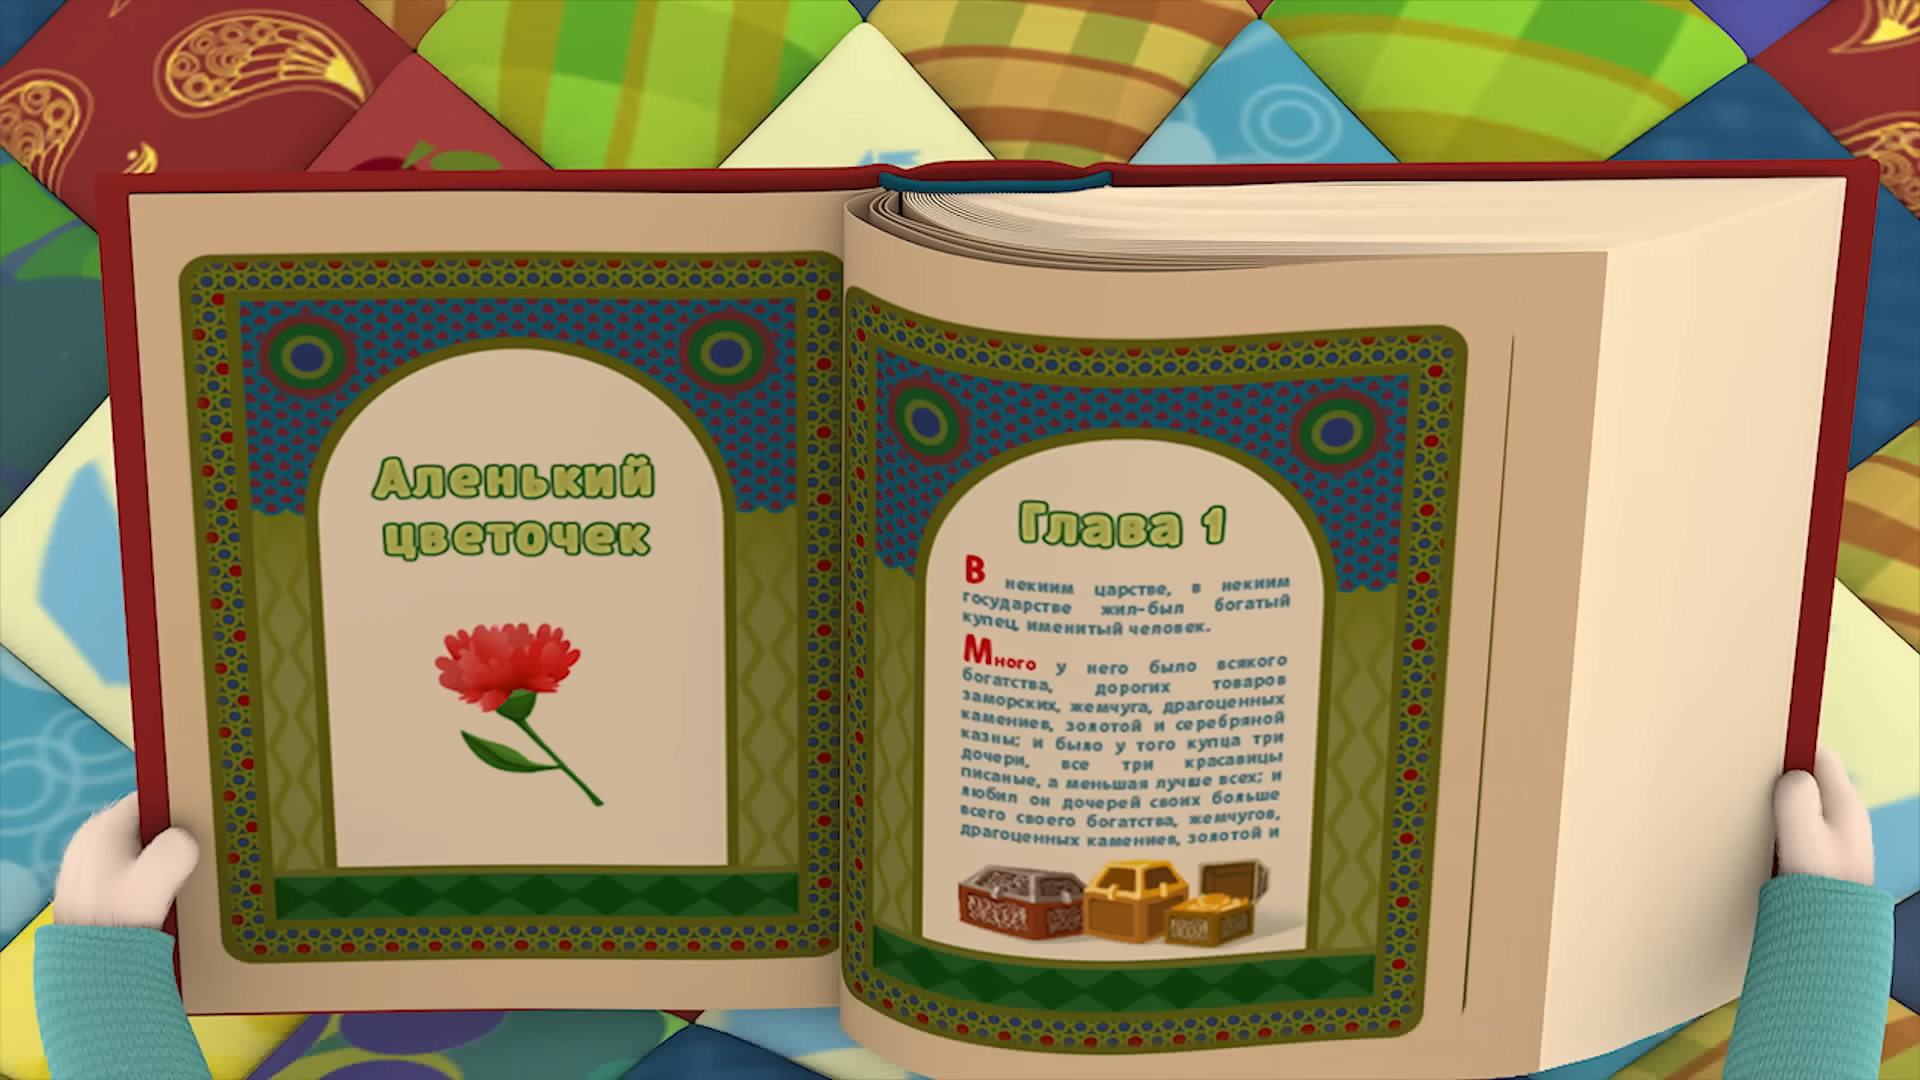 Аленький
цветочек
Глава 1
В некиим царстве, в некиим
государстве жил-был богатый
купец, именитый человек.
Много у него было всякого
богатства, дорогих товаров
заморских, жемчуга, драгоценных
камениев, золотой и серебряной
казны; и было у того купца три
дочери, все три красавицы
писаные, а меньшая лучше всех; и
любил он дочерей своих больше
всего своего богатства, жемчугов,
драгоценных камениев, золотой и